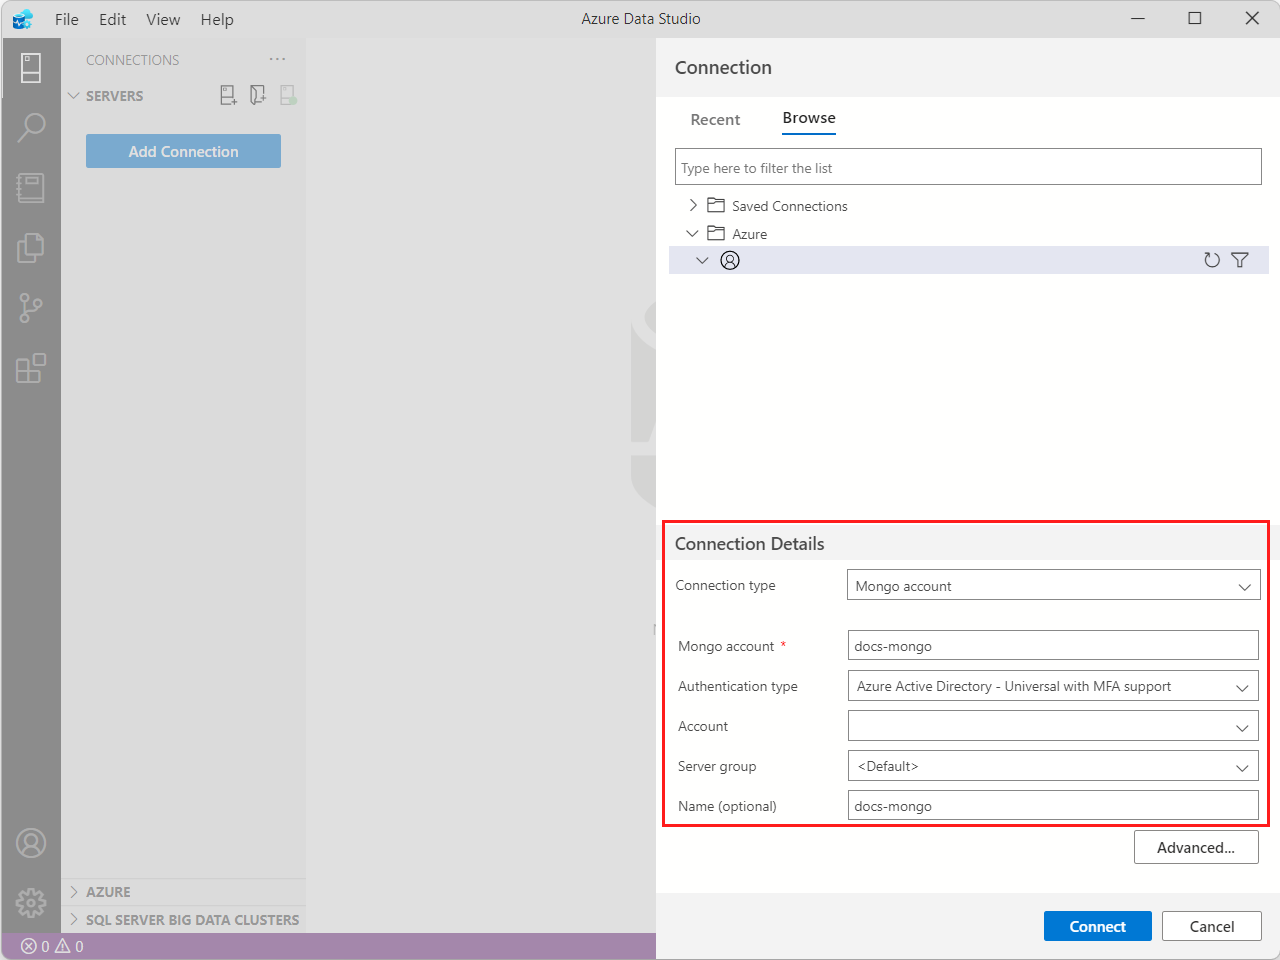 File Edit View Help
Azure Data Studio
CONNECTIONS
SERVERS
Add Connection
AZURE
SQL SERVER BIG DATA CLUSTERS
0 0
Connection
Recent Browse
Type here to filter the list
Saved Connections
Azure
Connection Details
Connection type Mongo account
Mongo account * docs-mongo
Authentication type Azure Active Directory - Universal with MFA support
Account
Server group <Default>
Name (optional) docs-mongo
Advanced...
Connect Cancel